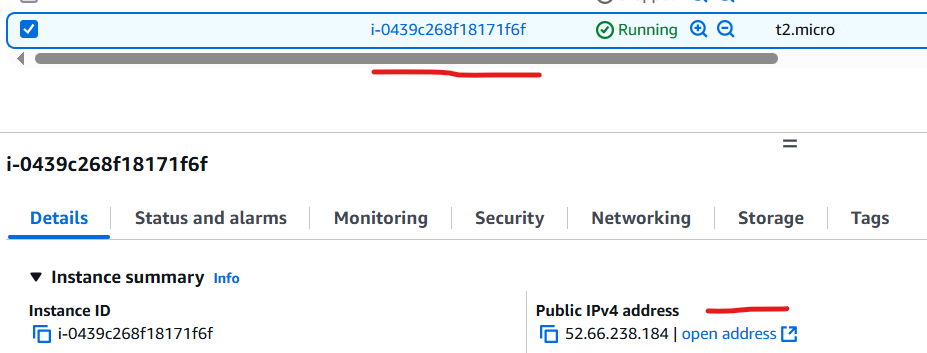 i-0439c268f18171f6f Running t2.micro
i-0439c268f18171f6f
Details Status and alarms Monitoring Security Networking Storage Tags
Instance summary Info
Instance ID Public IPv4 address
i-0439c268f18171f6f 52.66.238.184 | open address